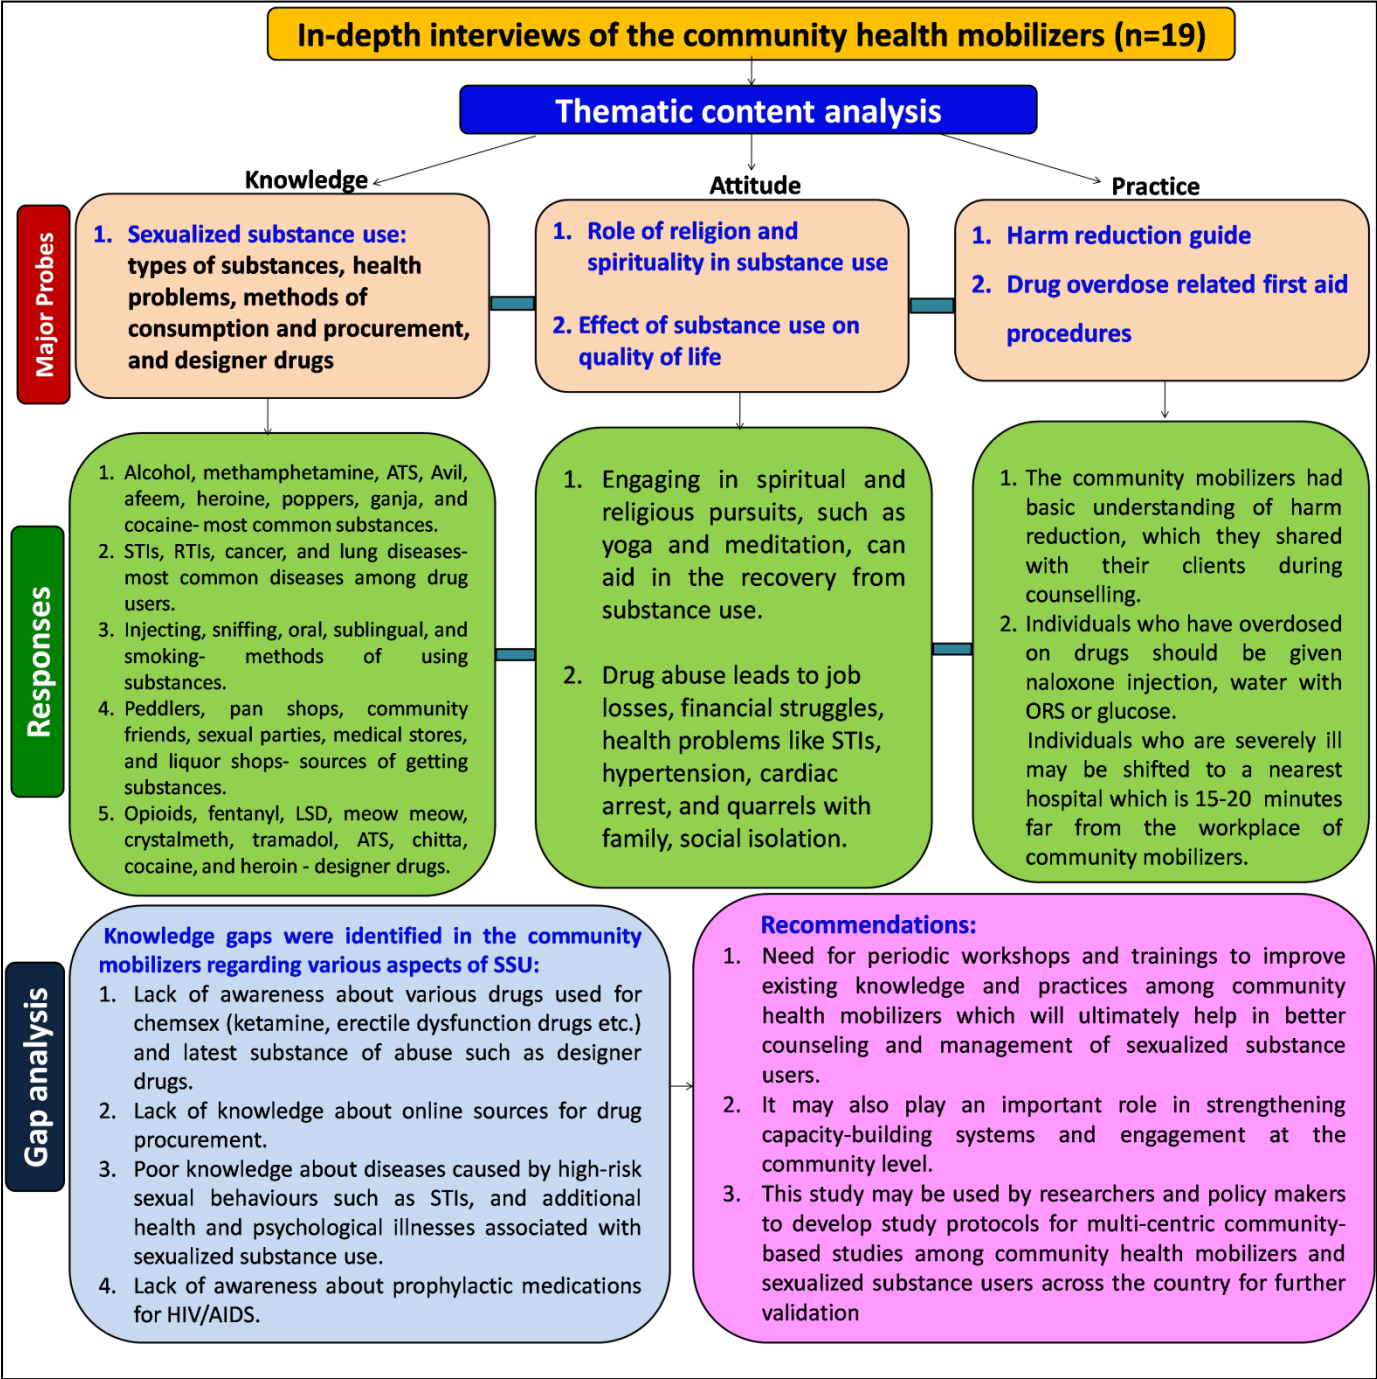 In-depth interviews of the community health mobilizers (n=19)
Thematic content analysis
Knowledge
Attitude
Practice
Major Probes
1. Sexualized substance use:
types of substances, health
problems, methods of
consumption and procurement,
and designer drugs
1. Role of religion and
spirituality in substance use
2. Effect of substance use on
quality of life
1. Harm reduction guide
2. Drug overdose related first aid
procedures
Responses
1. Alcohol, methamphetamine, ATS, Avil,
afeem, heroine, poppers, ganja, and
cocaine- most common substances.
2. STIs, RTIs, cancer, and lung diseases-
most common diseases among drug
users.
3. Injecting, sniffing, oral, sublingual, and
smoking- methods of using
substances.
4. Peddlers, pan shops, community
friends, sexual parties, medical stores,
and liquor shops- sources of getting
substances.
5. Opioids, fentanyl, LSD, meow meow,
crystalmeth, tramadol, ATS, chitta,
cocaine, and heroin - designer drugs.
1. Engaging in spiritual and
religious pursuits, such as
yoga and meditation, can
aid in the recovery from
substance use.
2. Drug abuse leads to job
losses, financial struggles,
health problems like STIs,
hypertension, cardiac
arrest, and quarrels with
family, social isolation.
1. The community mobilizers had
basic understanding of harm
reduction, which they shared
with their clients during
counselling.
2. Individuals who have overdosed
on drugs should be given
naloxone injection, water with
ORS or glucose.
Individuals who are severely ill
may be shifted to a nearest
hospital which is 15-20 minutes
far from the workplace of
community mobilizers.
Gap analysis
Knowledge gaps were identified in the community
mobilizers regarding various aspects of SSU:
1. Lack of awareness about various drugs used for
chemsex (ketamine, erectile dysfunction drugs etc.)
and latest substance of abuse such as designer
drugs.
2. Lack of knowledge about online sources for drug
procurement.
3. Poor knowledge about diseases caused by high-risk
sexual behaviours such as STIs, and additional
health and psychological illnesses associated with
sexualized substance use.
4. Lack of awareness about prophylactic medications
for HIV/AIDS.
Recommendations:
1. Need for periodic workshops and trainings to improve
existing knowledge and practices among community
health mobilizers which will ultimately help in better
counseling and management of sexualized substance
users.
2. It may also play an important role in strengthening
capacity-building systems and engagement at the
community level.
3. This study may be used by researchers and policy makers
to develop study protocols for multi-centric community-
based studies among community health mobilizers and
sexualized substance users across the country for further
validation